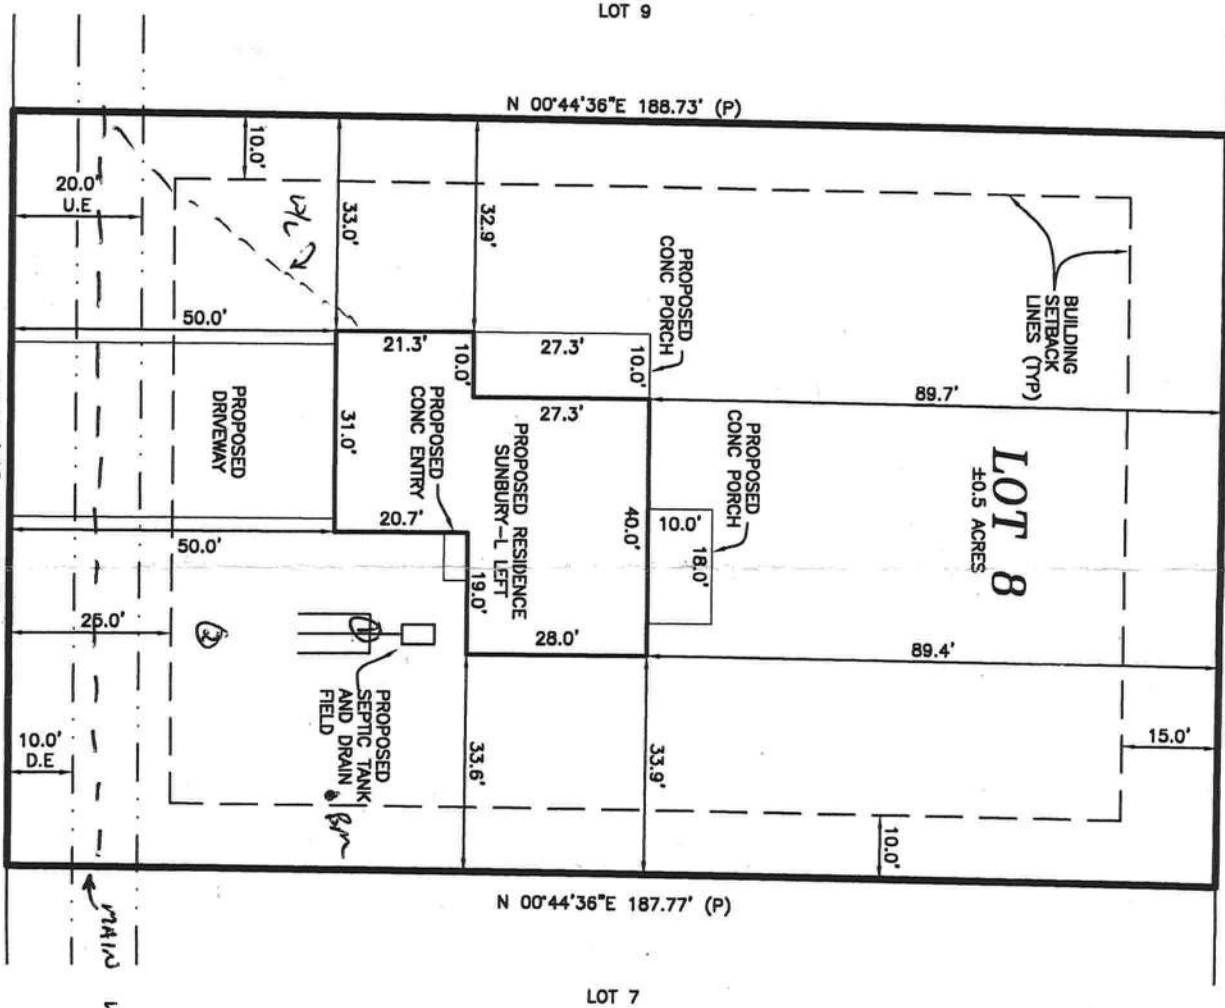 LOT 9
N 00°44'36"E 188.73' (P)
10.0'
20.0'
U.E
W/L
33.0'
32.9'
PROPOSED
CONC PORCH
BUILDING
SETBACK
LINES (TYP)
50.0'
21.3'
10.0'
27.3'
10.0'
89.7'
27.3'
PROPOSED
DRIVEWAY
31.0'
PROPOSED
CONC ENTRY
PROPOSED RESIDENCE
SUNBURY-L LEFT
PROPOSED
CONC PORCH
LOT 8
±0.5 ACRES
20.7'
40.0'
10.0'
18.0'
50.0'
19.0'
25.0'
2
1
28.0'
89.4'
PROPOSED
SEPTIC TANK
AND DRAIN
FIELD
15.0'
10.0'
D.E
33.6'
33.9'
BM
10.0'
MAIN
N 00°44'36"E 187.77' (P)
LOT 7